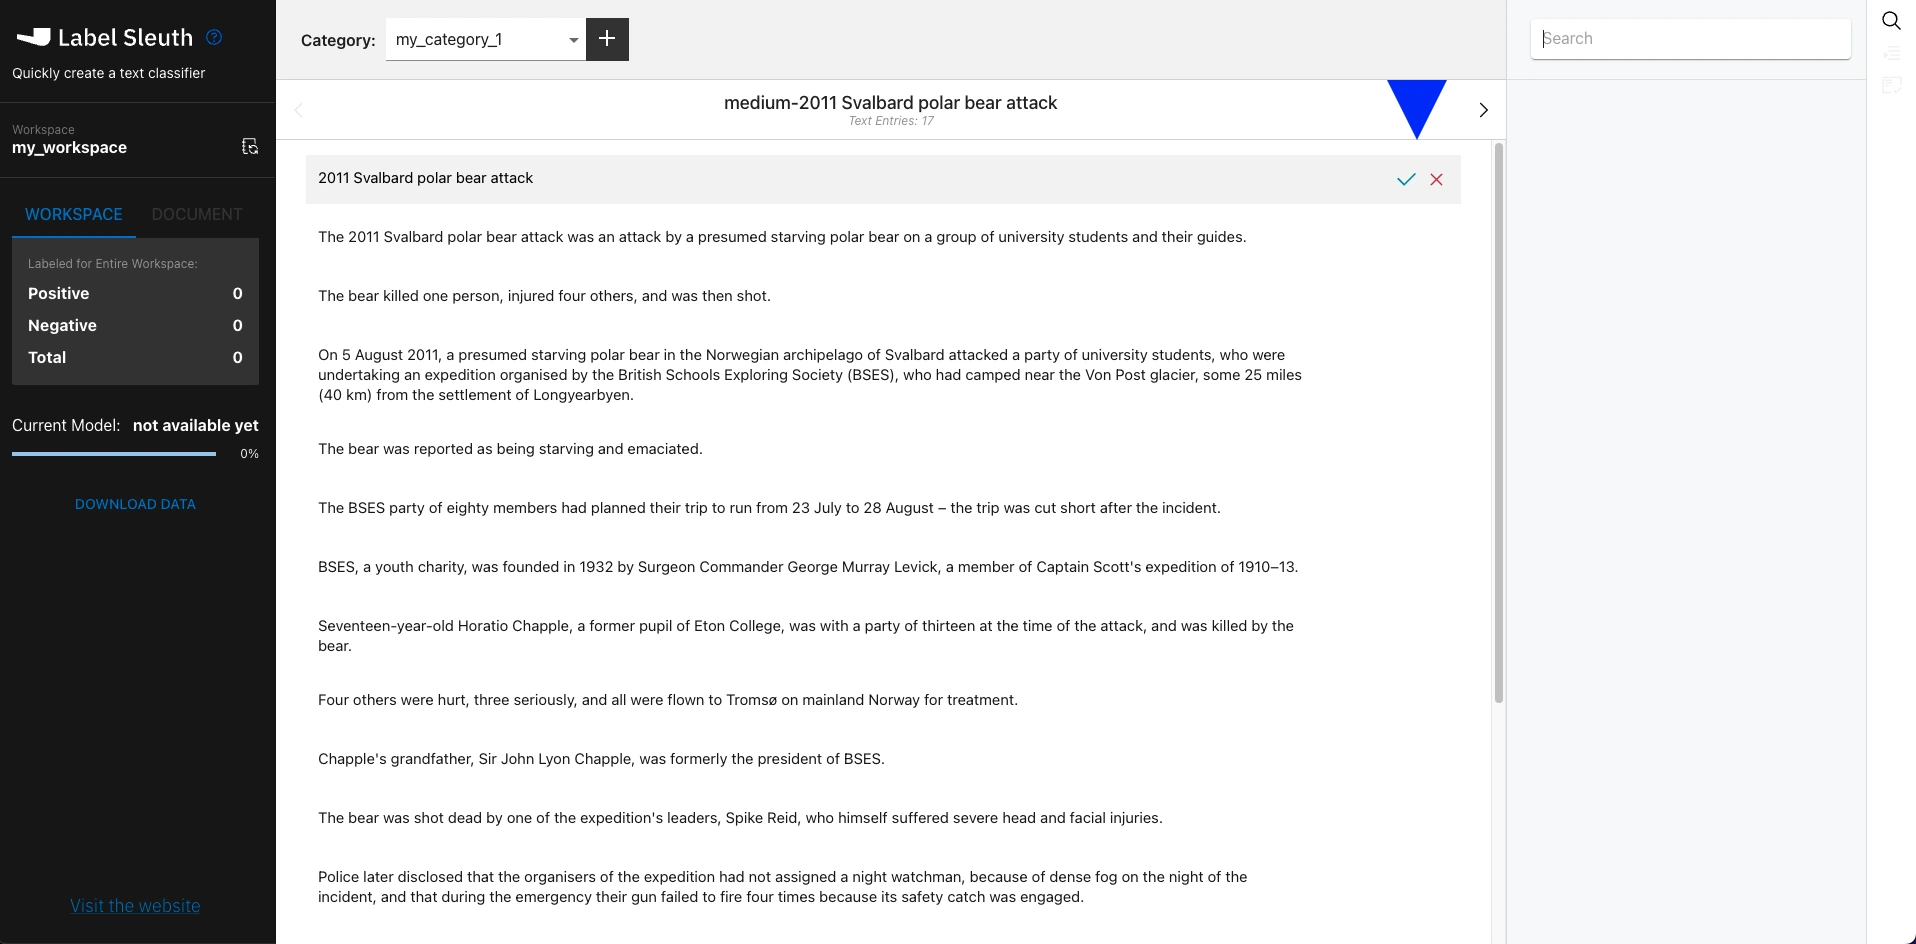 Label Sleuth
Quickly create a text classifier
Workspace
my_workspace
WORKSPACE DOCUMENT
Labeled for Entire Workspace:
Positive 0
Negative 0
Total 0
Current Model: not available yet
0%
DOWNLOAD DATA
Visit the website
Category: my_category_1
medium-2011 Svalbard polar bear attack
Text Entries: 17
2011 Svalbard polar bear attack
The 2011 Svalbard polar bear attack was an attack by a presumed starving polar bear on a group of university students and their guides.
The bear killed one person, injured four others, and was then shot.
On 5 August 2011, a presumed starving polar bear in the Norwegian archipelago of Svalbard attacked a party of university students, who were
undertaking an expedition organised by the British Schools Exploring Society (BSES), who had camped near the Von Post glacier, some 25 miles
(40 km) from the settlement of Longyearbyen.
The bear was reported as being starving and emaciated.
The BSES party of eighty members had planned their trip to run from 23 July to 28 August – the trip was cut short after the incident.
BSES, a youth charity, was founded in 1932 by Surgeon Commander George Murray Levick, a member of Captain Scott's expedition of 1910–13.
Seventeen-year-old Horatio Chapple, a former pupil of Eton College, was with a party of thirteen at the time of the attack, and was killed by the
bear.
Four others were hurt, three seriously, and all were flown to Tromsø on mainland Norway for treatment.
Chapple's grandfather, Sir John Lyon Chapple, was formerly the president of BSES.
The bear was shot dead by one of the expedition's leaders, Spike Reid, who himself suffered severe head and facial injuries.
Police later disclosed that the organisers of the expedition had not assigned a night watchman, because of dense fog on the night of the
incident, and that during the emergency their gun failed to fire four times because its safety catch was engaged.
Search